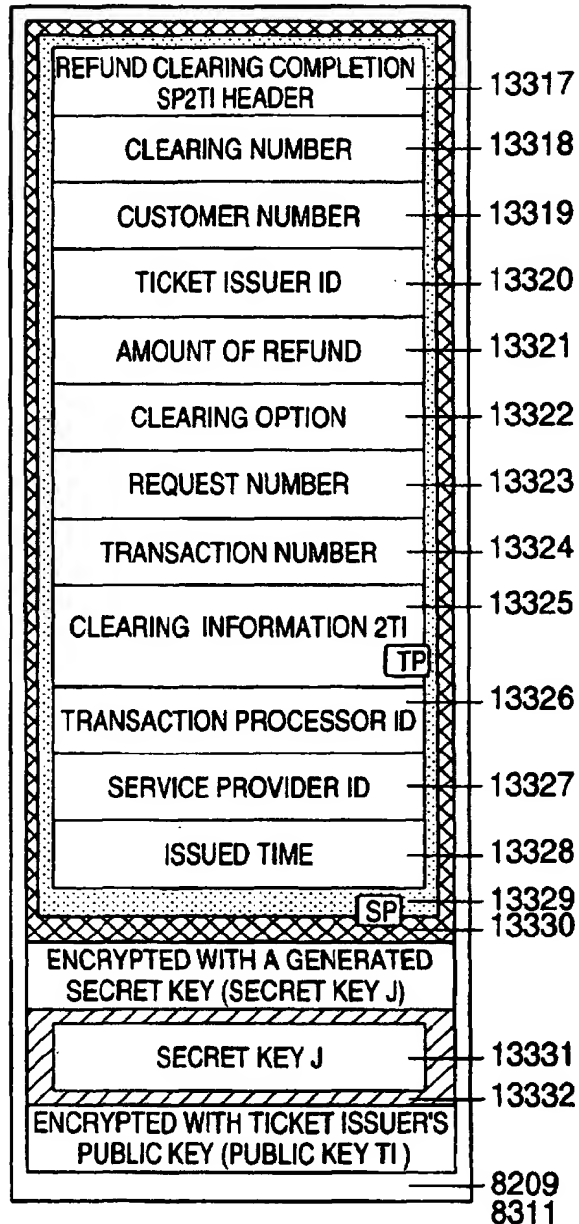 REFUND CLEARING COMPLETION
SP2TI HEADER
13317
CLEARING NUMBER
13318
CUSTOMER NUMBER
13319
TICKET ISSUER ID
13320
AMOUNT OF REFUND
13321
CLEARING OPTION
13322
REQUEST NUMBER
13323
TRANSACTION NUMBER
13324
13325
CLEARING INFORMATION 2TI
TP
13326
TRANSACTION PROCESSOR ID
SERVICE PROVIDER ID
13327
ISSUED TIME
13328
13329
SP
13330
ENCRYPTED WITH A GENERATED
SECRET KEY (SECRET KEY J)
SECRET KEY J
13331
13332
ENCRYPTED WITH TICKET ISSUER'S
PUBLIC KEY (PUBLIC KEY TI)
8209
8311